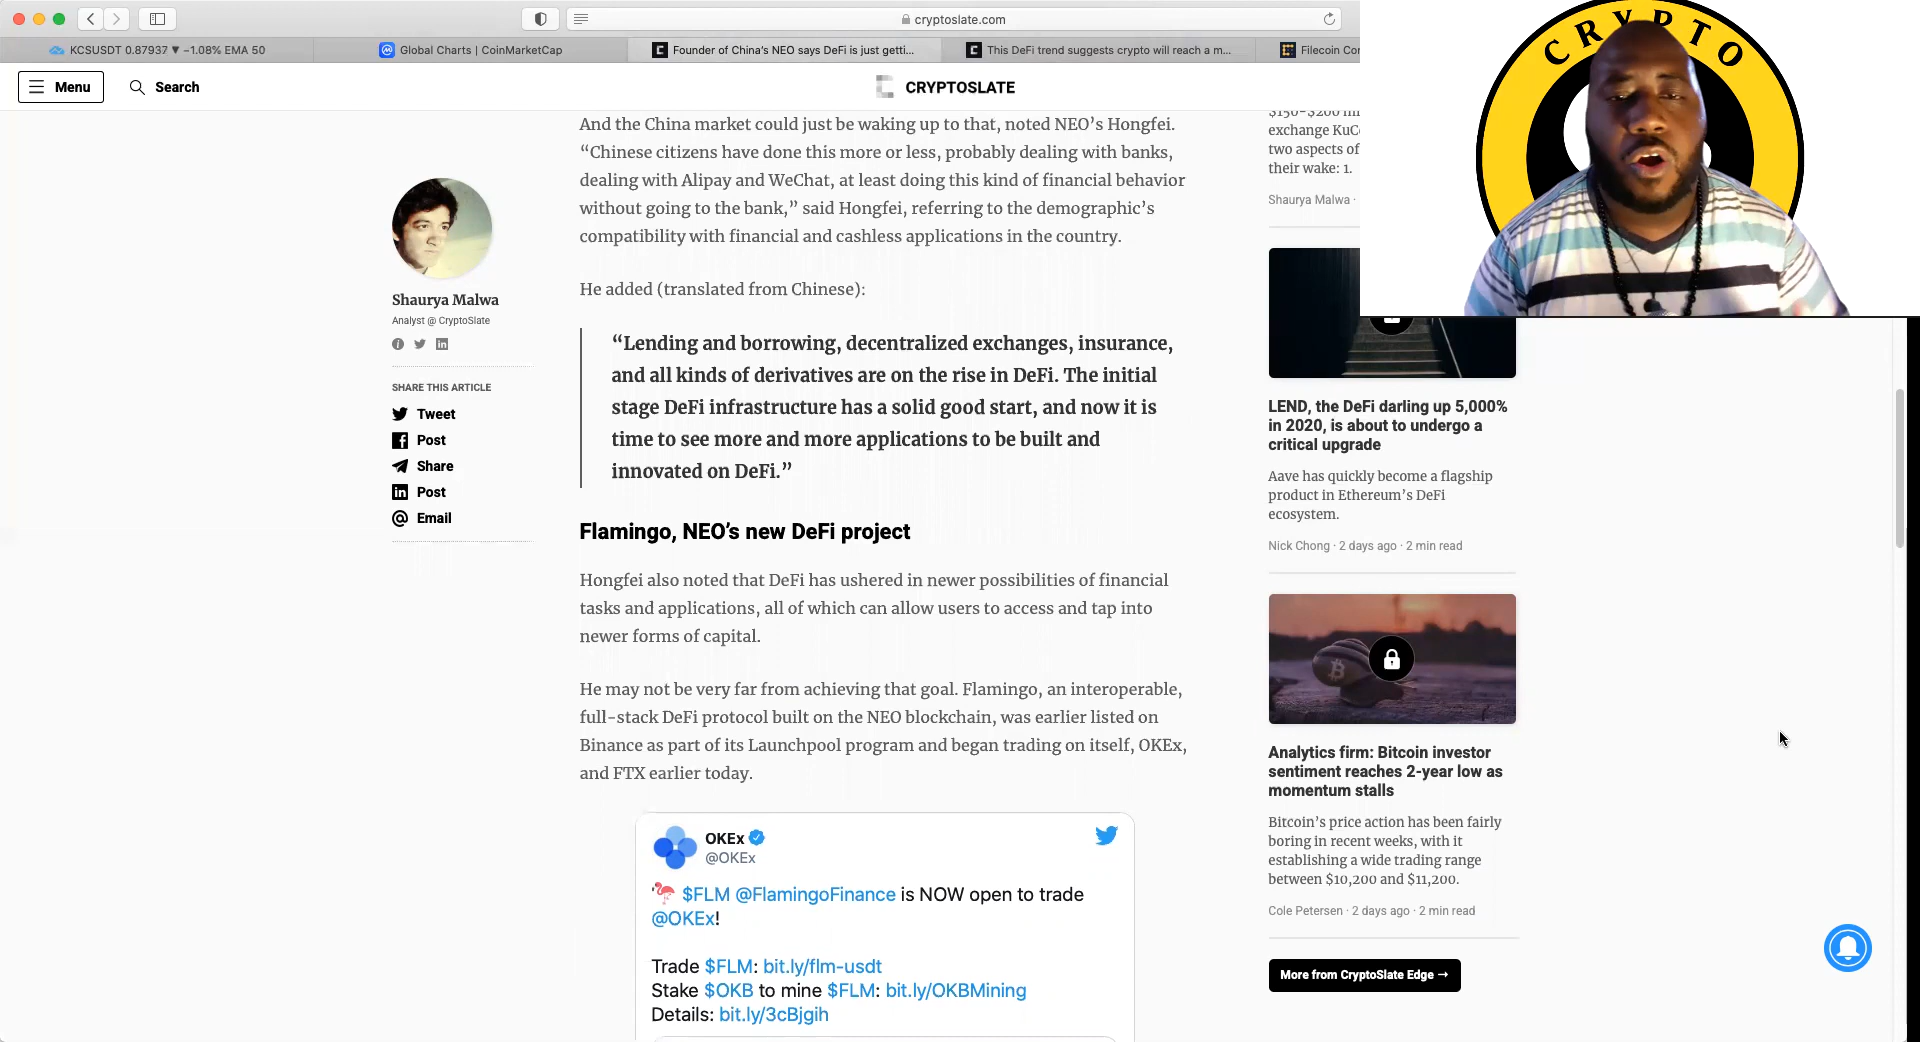 cryptoslate.com
KCSUSDT 0.87937 ▼ −1.08% EMA 50
Global Charts | CoinMarketCap
Founder of China's NEO says DeFi is just getti...
This DeFi trend suggests crypto will reach a m...
Filecoin Cor
Menu
Search
CRYPTOSLATE
CRYPTO
And the China market could just be waking up to that, noted NEO’s Hongfei.
“Chinese citizens have done this more or less, probably dealing with banks,
dealing with Alipay and WeChat, at least doing this kind of financial behavior
without going to the bank,” said Hongfei, referring to the demographic’s
compatibility with financial and cashless applications in the country.
He added (translated from Chinese):
“Lending and borrowing, decentralized exchanges, insurance,
and all kinds of derivatives are on the rise in DeFi. The initial
stage DeFi infrastructure has a solid good start, and now it is
time to see more and more applications to be built and
innovated on DeFi.”
Flamingo, NEO’s new DeFi project
Hongfei also noted that DeFi has ushered in newer possibilities of financial
tasks and applications, all of which can allow users to access and tap into
newer forms of capital.
He may not be very far from achieving that goal. Flamingo, an interoperable,
full-stack DeFi protocol built on the NEO blockchain, was earlier listed on
Binance as part of its Launchpool program and began trading on itself, OKEx,
and FTX earlier today.
OKEx
@OKEx
🦩 $FLM @FlamingoFinance is NOW open to trade
@OKEx!
Trade $FLM: bit.ly/flm-usdt
Stake $OKB to mine $FLM: bit.ly/OKBMining
Details: bit.ly/3cBjgih
Shaurya Malwa
Analyst @ CryptoSlate
SHARE THIS ARTICLE
Tweet
Post
Share
Post
Email
$150-$200
exchange KuCo
two aspects of
their wake: 1.
Shaurya Malwa ·
LEND, the DeFi darling up 5,000%
in 2020, is about to undergo a
critical upgrade
Aave has quickly become a flagship
product in Ethereum’s DeFi
ecosystem.
Nick Chong · 2 days ago · 2 min read
Analytics firm: Bitcoin investor
sentiment reaches 2-year low as
momentum stalls
Bitcoin’s price action has been fairly
boring in recent weeks, with it
establishing a wide trading range
between $10,200 and $11,200.
Cole Petersen · 2 days ago · 2 min read
More from CryptoSlate Edge →